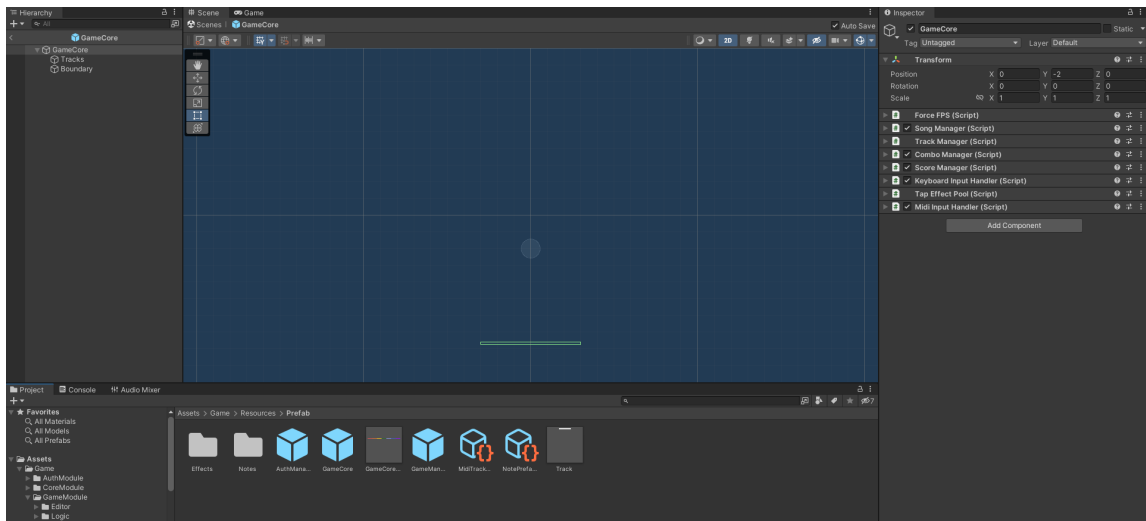 Hierarchy
Scene
Game
Inspector
All
Scenes
GameCore
Auto Save
GameCore
Static
GameCore
2D
Tag Untagged
Layer Default
GameCore
Tracks
Boundary
Transform
Position X 0 Y -2 Z 0
Rotation X 0 Y 0 Z 0
Scale X 1 Y 1 Z 1
Force FPS (Script)
Song Manager (Script)
Track Manager (Script)
Combo Manager (Script)
Score Manager (Script)
Keyboard Input Handler (Script)
Tap Effect Pool (Script)
Midi Input Handler (Script)
Add Component
Project
Console
Audio Mixer
7
Favorites
All Materials
All Models
All Prefabs
Assets
Game
AuthModule
CoreModule
GameModule
Editor
Logic
Assets > Game > Resources > Prefab
Effects
Notes
AuthMana...
GameCore
GameCore...
GameMan...
MidiTrack...
NotePrefa...
Track